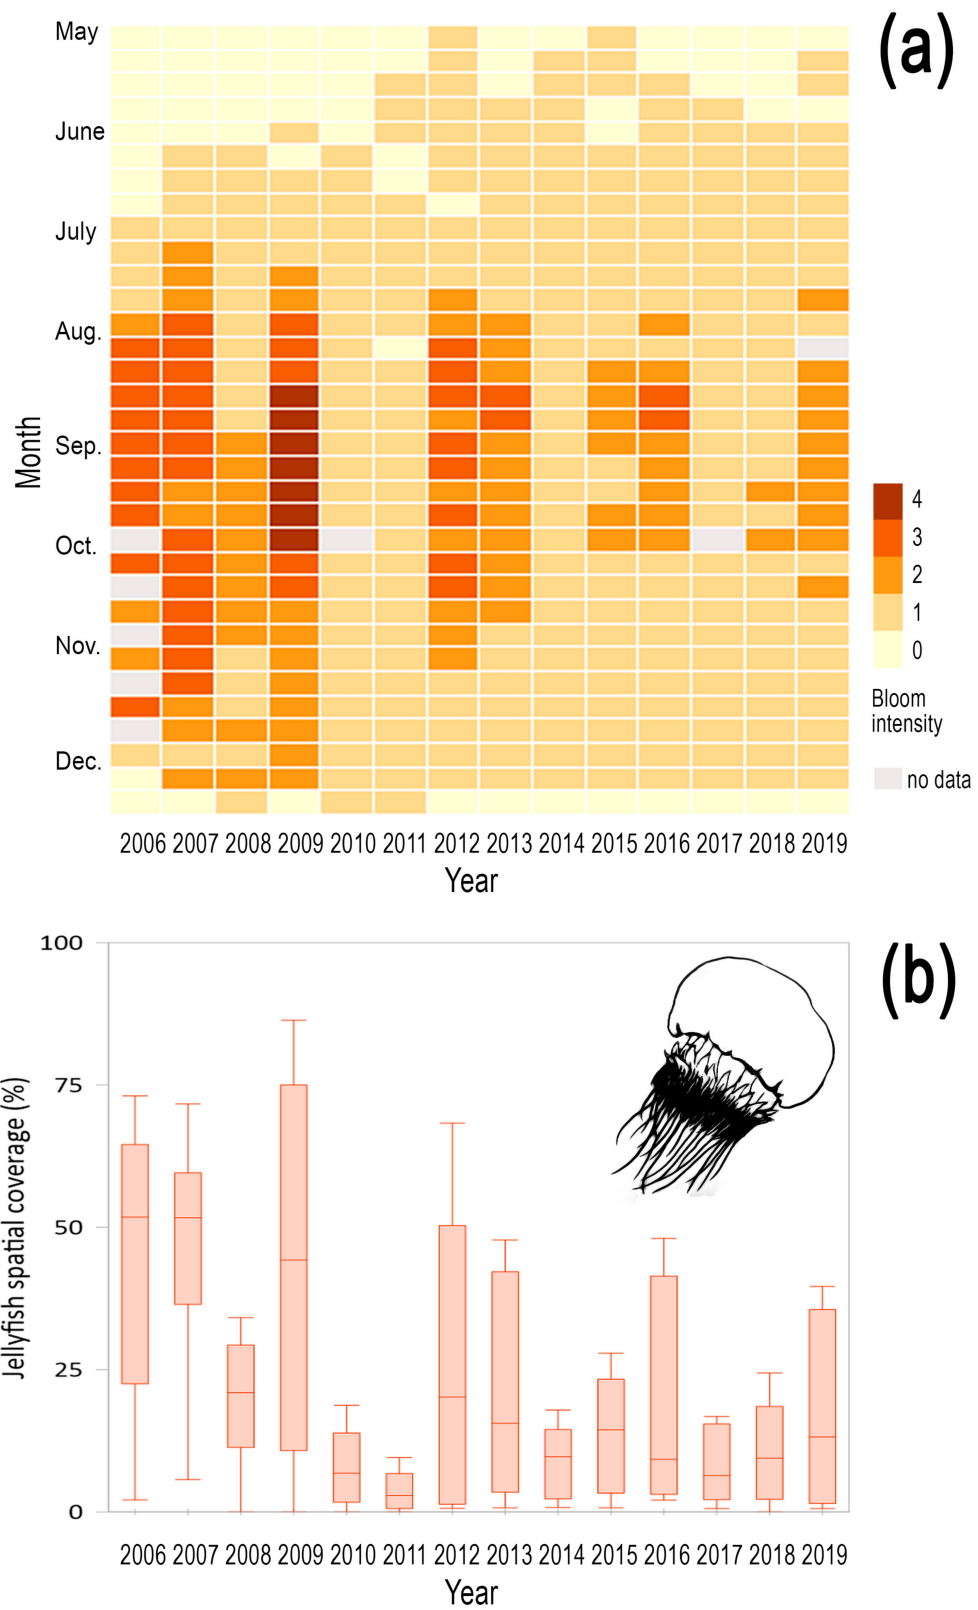 (a)
May
June
July
Aug.
Sep.
Oct.
Nov.
Dec.
Month
4
3
2
1
0
Bloom
intensity
no data
2006 2007 2008 2009 2010 2011 2012 2013 2014 2015 2016 2017 2018 2019
Year
(b)
100
75
50
25
0
Jellyfish spatial coverage (%)
2006 2007 2008 2009 2010 2011 2012 2013 2014 2015 2016 2017 2018 2019
Year